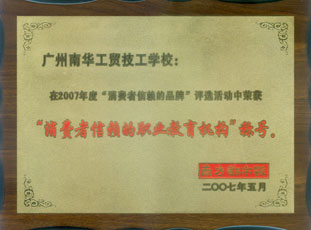 广州南华工贸技工学校：
在2007年度“消费者信赖的品牌”评选活动中荣获
“消费者信赖的职业教育机构”称号。
二〇〇七年五月